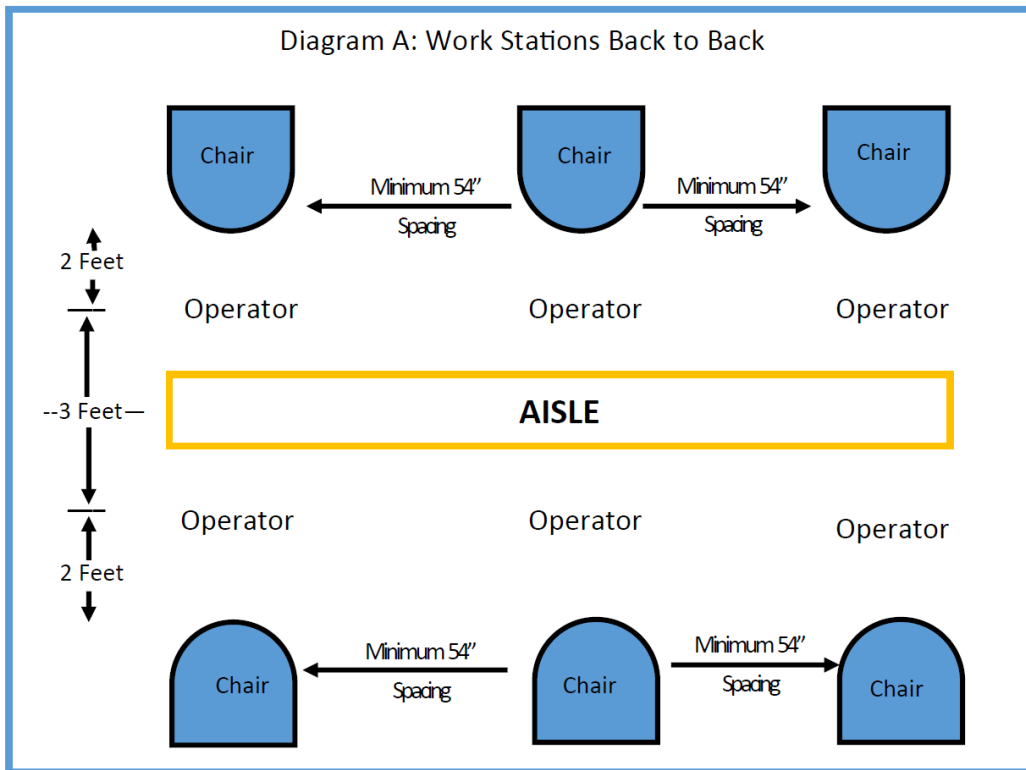 Diagram A: Work Stations Back to Back
Chair
Chair
Chair
Minimum 54”
Spacing
Minimum 54”
Spacing
2 Feet
Operator
Operator
Operator
--3 Feet—
AISLE
Operator
Operator
Operator
2 Feet
Minimum 54”
Spacing
Minimum 54”
Spacing
Chair
Chair
Chair